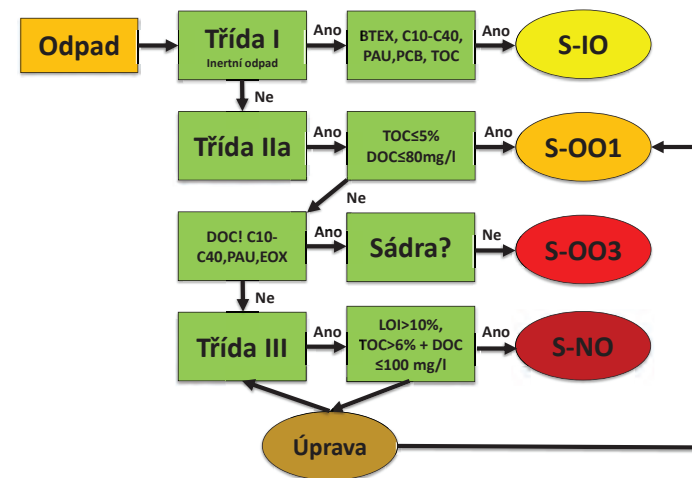 Odpad
Třída I
Inertní odpad
Ano
BTEX, C10-C40,
PAU,PCB, TOC
Ano
S-IO
Ne
Třída IIa
Ano
TOC≤5%
DOC≤80mg/l
Ano
S-OO1
Ne
DOC! C10-
C40,PAU,EOX
Ano
Sádra?
Ne
S-OO3
Ne
Třída III
Ano
LOI>10%,
TOC>6% + DOC
≤100 mg/l
Ano
S-NO
Úprava